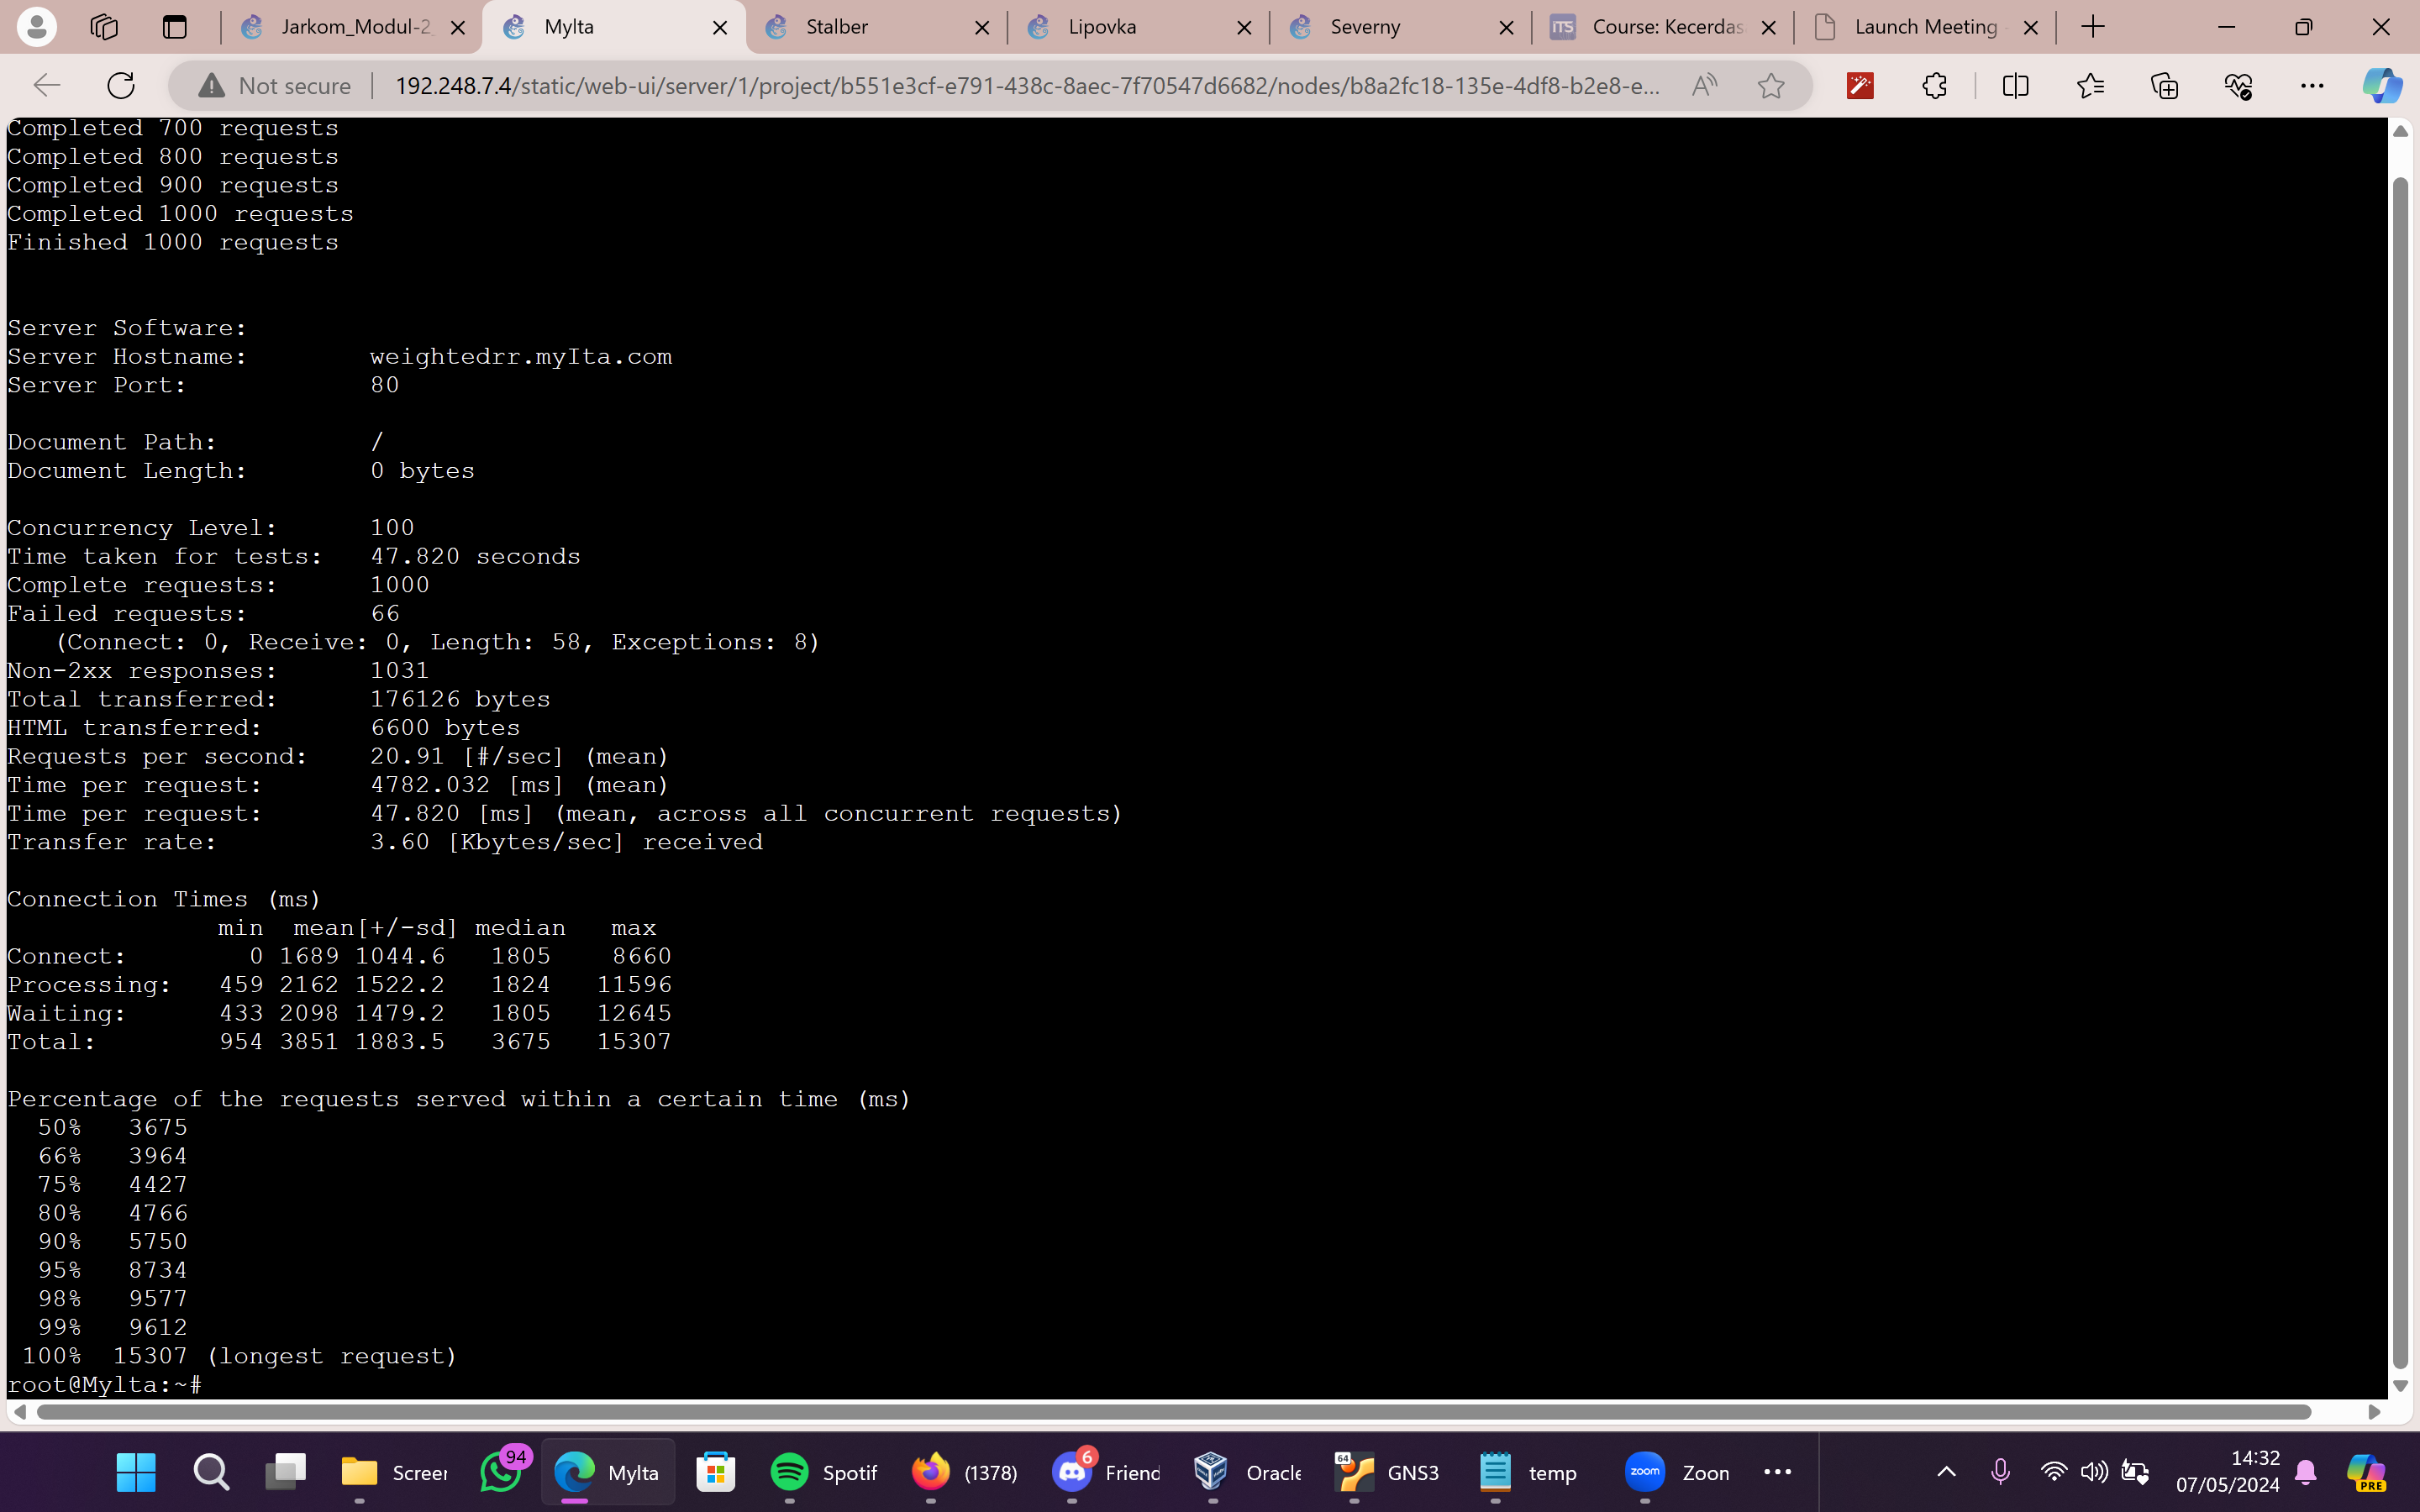 Jarkom_Modul-2
Mylta
Stalber
Lipovka
Severny
ITS
Course: Kecerdas
Launch Meeting
Not secure
192.248.7.4/static/web-ui/server/1/project/b551e3cf-e791-438c-8aec-7f70547d6682/nodes/b8a2fc18-135e-4df8-b2e8-e...
Completed 700 requests
Completed 800 requests
Completed 900 requests
Completed 1000 requests
Finished 1000 requests
Server Software:
Server Hostname: weightedrr.myIta.com
Server Port: 80
Document Path: /
Document Length: 0 bytes
Concurrency Level: 100
Time taken for tests: 47.820 seconds
Complete requests: 1000
Failed requests: 66
(Connect: 0, Receive: 0, Length: 58, Exceptions: 8)
Non-2xx responses: 1031
Total transferred: 176126 bytes
HTML transferred: 6600 bytes
Requests per second: 20.91 [#/sec] (mean)
Time per request: 4782.032 [ms] (mean)
Time per request: 47.820 [ms] (mean, across all concurrent requests)
Transfer rate: 3.60 [Kbytes/sec] received
Connection Times (ms)
min mean[+/-sd] median max
Connect: 0 1689 1044.6 1805 8660
Processing: 459 2162 1522.2 1824 11596
Waiting: 433 2098 1479.2 1805 12645
Total: 954 3851 1883.5 3675 15307
Percentage of the requests served within a certain time (ms)
50% 3675
66% 3964
75% 4427
80% 4766
90% 5750
95% 8734
98% 9577
99% 9612
100% 15307 (longest request)
root@Mylta:~#
Screer
94
Mylta
Spotif
(1378)
6
Friend
Oracle
64
GNS3
temp
zoom
Zoon
14:32
07/05/2024
PRE